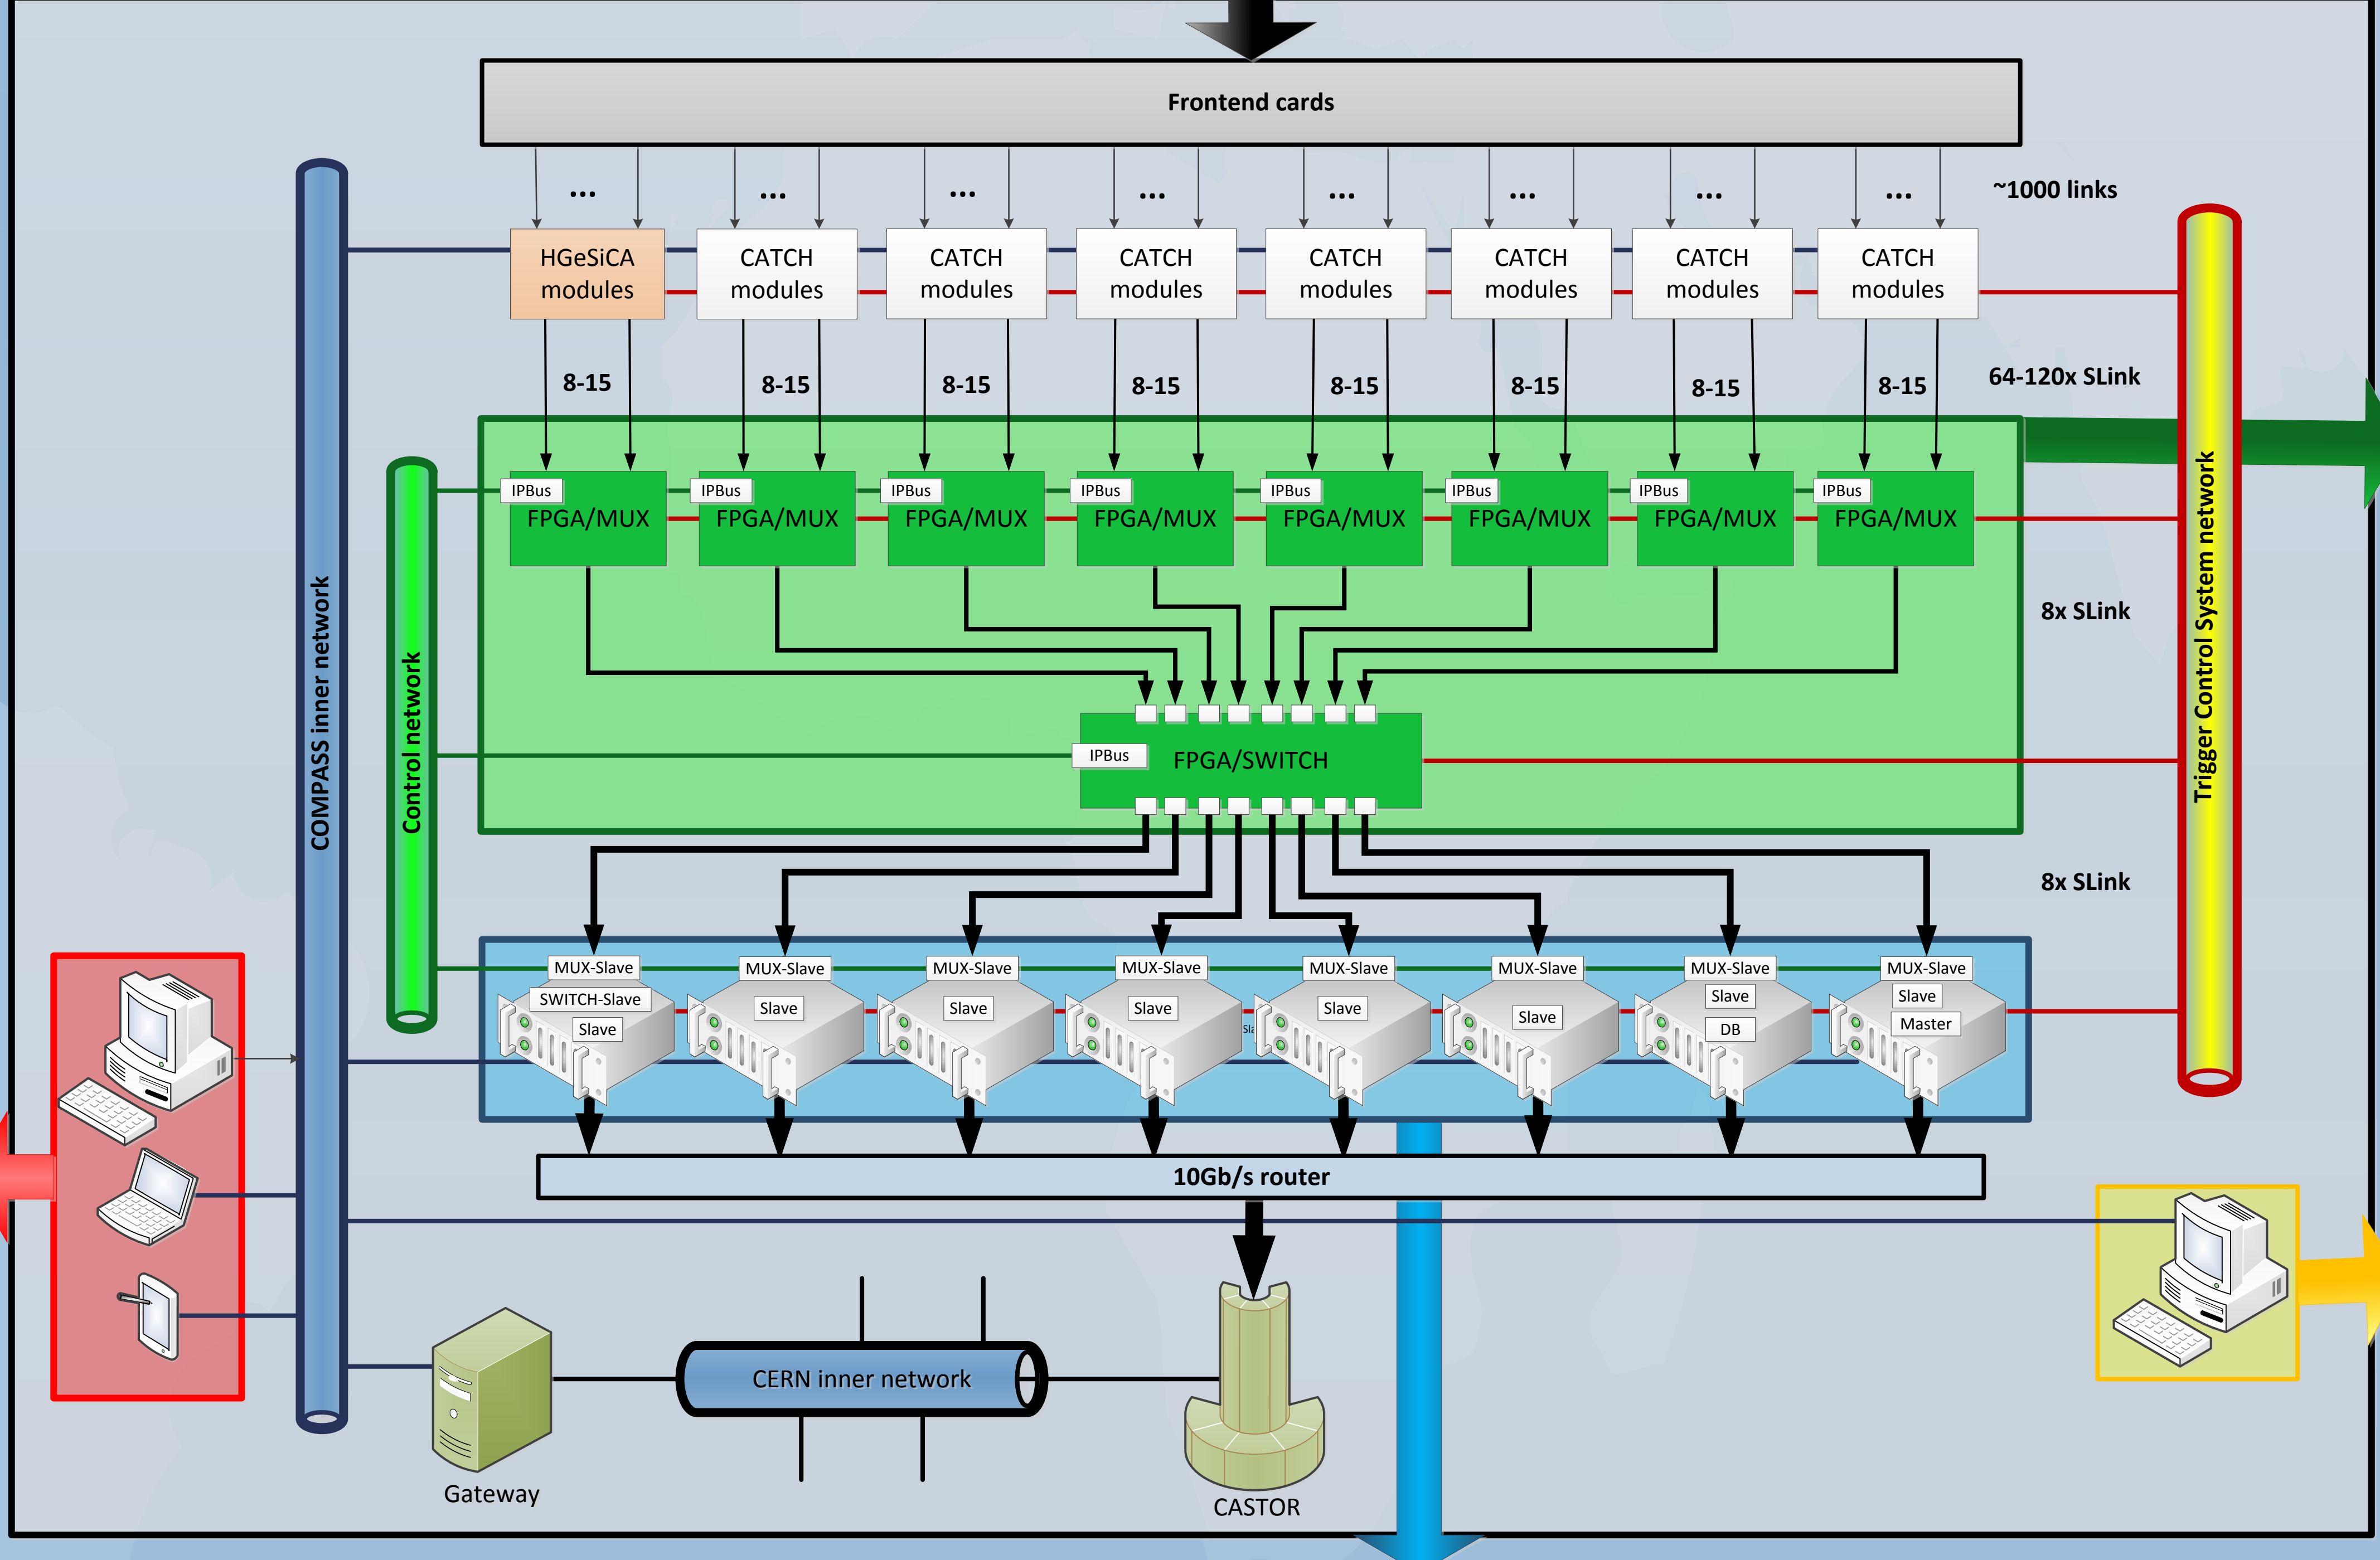 Frontend cards
... ... ... ... ... ... ... ...
~1000 links
HGeSiCA
modules
CATCH
modules
CATCH
modules
CATCH
modules
CATCH
modules
CATCH
modules
CATCH
modules
CATCH
modules
8-15
8-15
8-15
8-15
8-15
8-15
8-15
8-15
64-120x SLink
IPBus
FPGA/MUX
IPBus
FPGA/MUX
IPBus
FPGA/MUX
IPBus
FPGA/MUX
IPBus
FPGA/MUX
IPBus
FPGA/MUX
IPBus
FPGA/MUX
IPBus
FPGA/MUX
COMPASS inner network
Control network
Trigger Control System network
8x SLink
IPBus
FPGA/SWITCH
8x SLink
MUX-Slave
SWITCH-Slave
Slave
MUX-Slave
Slave
MUX-Slave
Slave
MUX-Slave
Slave
MUX-Slave
Slave
MUX-Slave
Slave
MUX-Slave
Slave
DB
MUX-Slave
Slave
Master
10Gb/s router
CERN inner network
Gateway
CASTOR